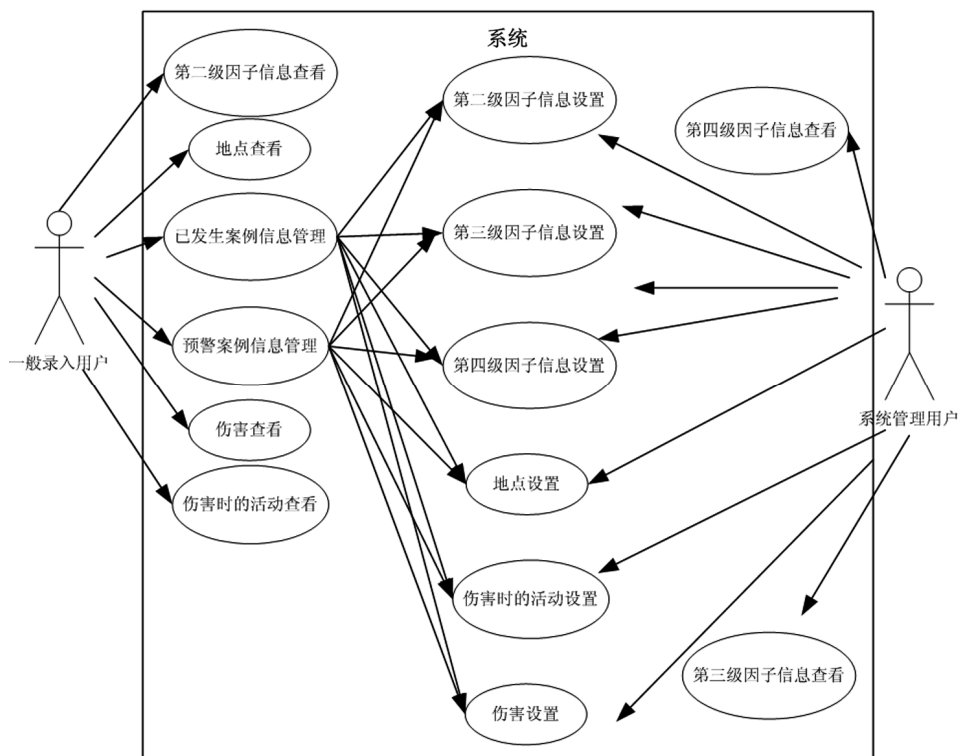 系统
第二级因子信息查看
地点查看
已发生案例信息管理
预警案例信息管理
伤害查看
伤害时的活动查看
一般录入用户
第二级因子信息设置
第三级因子信息设置
第四级因子信息设置
地点设置
伤害时的活动设置
伤害设置
第四级因子信息查看
系统管理用户
第三级因子信息查看